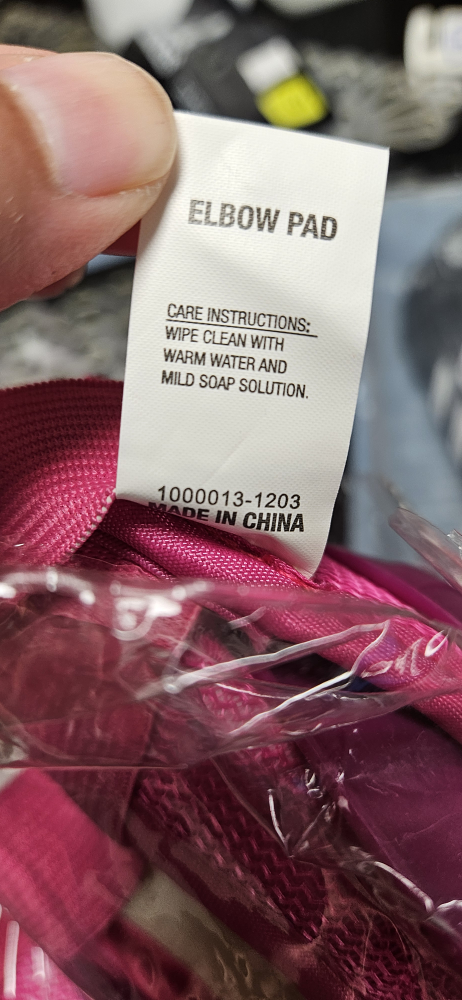 ELBOW PAD
CARE INSTRUCTIONS:
WIPE CLEAN WITH
WARM WATER AND
MILD SOAP SOLUTION.
1000013-1203
MADE IN CHINA